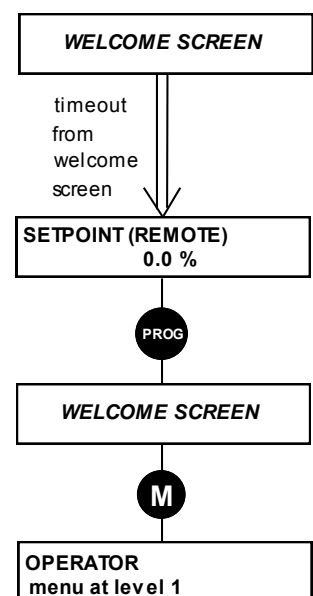 WELCOME SCREEN
timeout
from
welcome
screen
SETPOINT (REMOTE)
0.0 %
PROG
WELCOME SCREEN
M
OPERATOR
menu at level 1